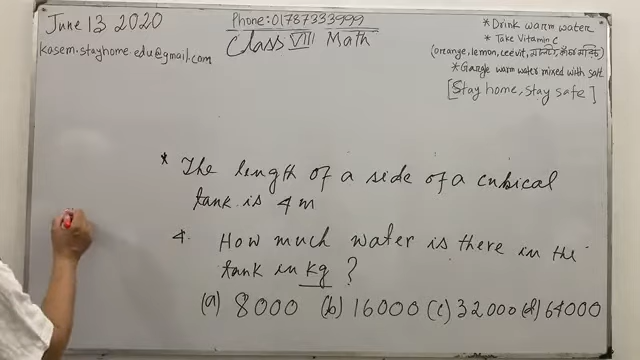 June 13 2020
Phone: 01787333999
* Drink warm water
kasem.stayhome.edu@gmail.com
Class VIII Math
* Take Vitamin C
(orange, lemon, ceevit,
* Gargle warm water mixed with salt
[Stay home, stay safe]
* The length of a side of a cubical
tank is 4 m
4. How much water is there in the
tank in kg ?
(a) 8000 (b) 16000 (c) 32000 (d) 64000